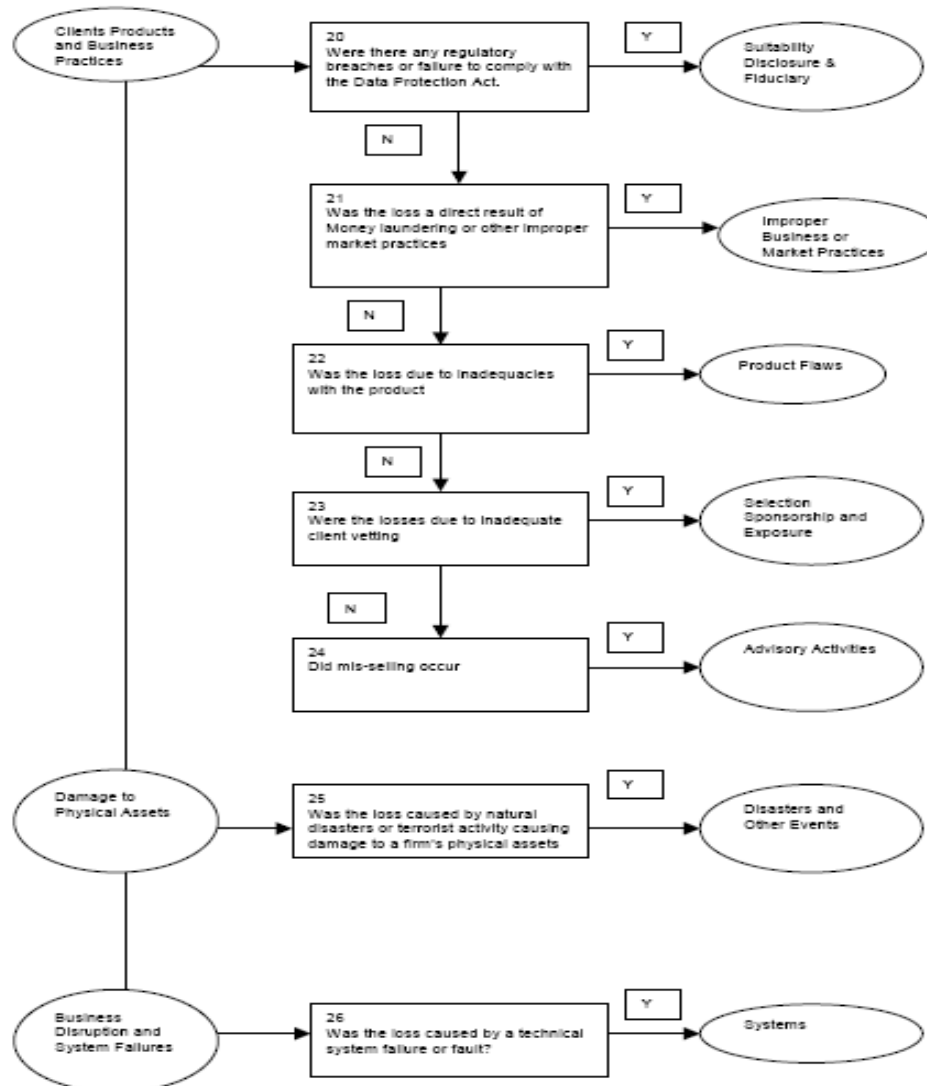 Clients Products
and Business
Practices
20
Were there any regulatory
breaches or failure to comply with
the Data Protection Act.
Y
Suitability
Disclosure &
Fiduciary
N
21
Was the loss a direct result of
Money laundering or other improper
market practices
Y
Improper
Business or
Market Practices
N
22
Was the loss due to inadequacies
with the product
Y
Product Flaws
N
23
Were the losses due to inadequate
client vetting
Y
Selection
Sponsorship and
Exposure
N
24
Did mis-selling occur
Y
Advisory Activities
Damage to
Physical Assets
25
Was the loss caused by natural
disasters or terrorist activity causing
damage to a firm's physical assets
Y
Disasters and
Other Events
Business
Disruption and
System Failures
26
Was the loss caused by a technical
system failure or fault?
Y
Systems